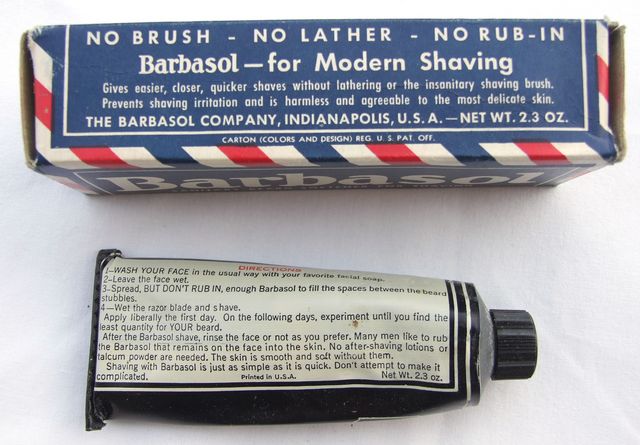 NO BRUSH - NO LATHER - NO RUB-IN
Barbasol—for Modern Shaving
Gives easier, closer, quicker shaves without lathering or the insanitary shaving brush.
Prevents shaving irritation and is harmless and agreeable to the most delicate skin.
THE BARBASOL COMPANY, INDIANAPOLIS, U.S.A.—NET WT. 2.3 OZ.
CARTON (COLORS AND DESIGN) REG. U.S. PAT. OFF.
Barbasol
DIRECTIONS
1-WASH YOUR FACE in the usual way with your favorite facial soap.
2-Leave the face wet.
3-Spread, BUT DON'T RUB IN, enough Barbasol to fill the spaces between the beard
stubbles.
4-Wet the razor blade and shave.
Apply liberally the first day. On the following days, experiment until you find the
least quantity for YOUR beard.
After the Barbasol shave, rinse the face or not as you prefer. Many men like to rub
the Barbasol that remains on the face into the skin. No after-shaving lotions or
talcum powder are needed. The skin is smooth and soft without them.
Shaving with Barbasol is just as simple as it is quick. Don't attempt to make it
complicated.
Printed in U.S.A.
Net Wt. 2.3 oz.